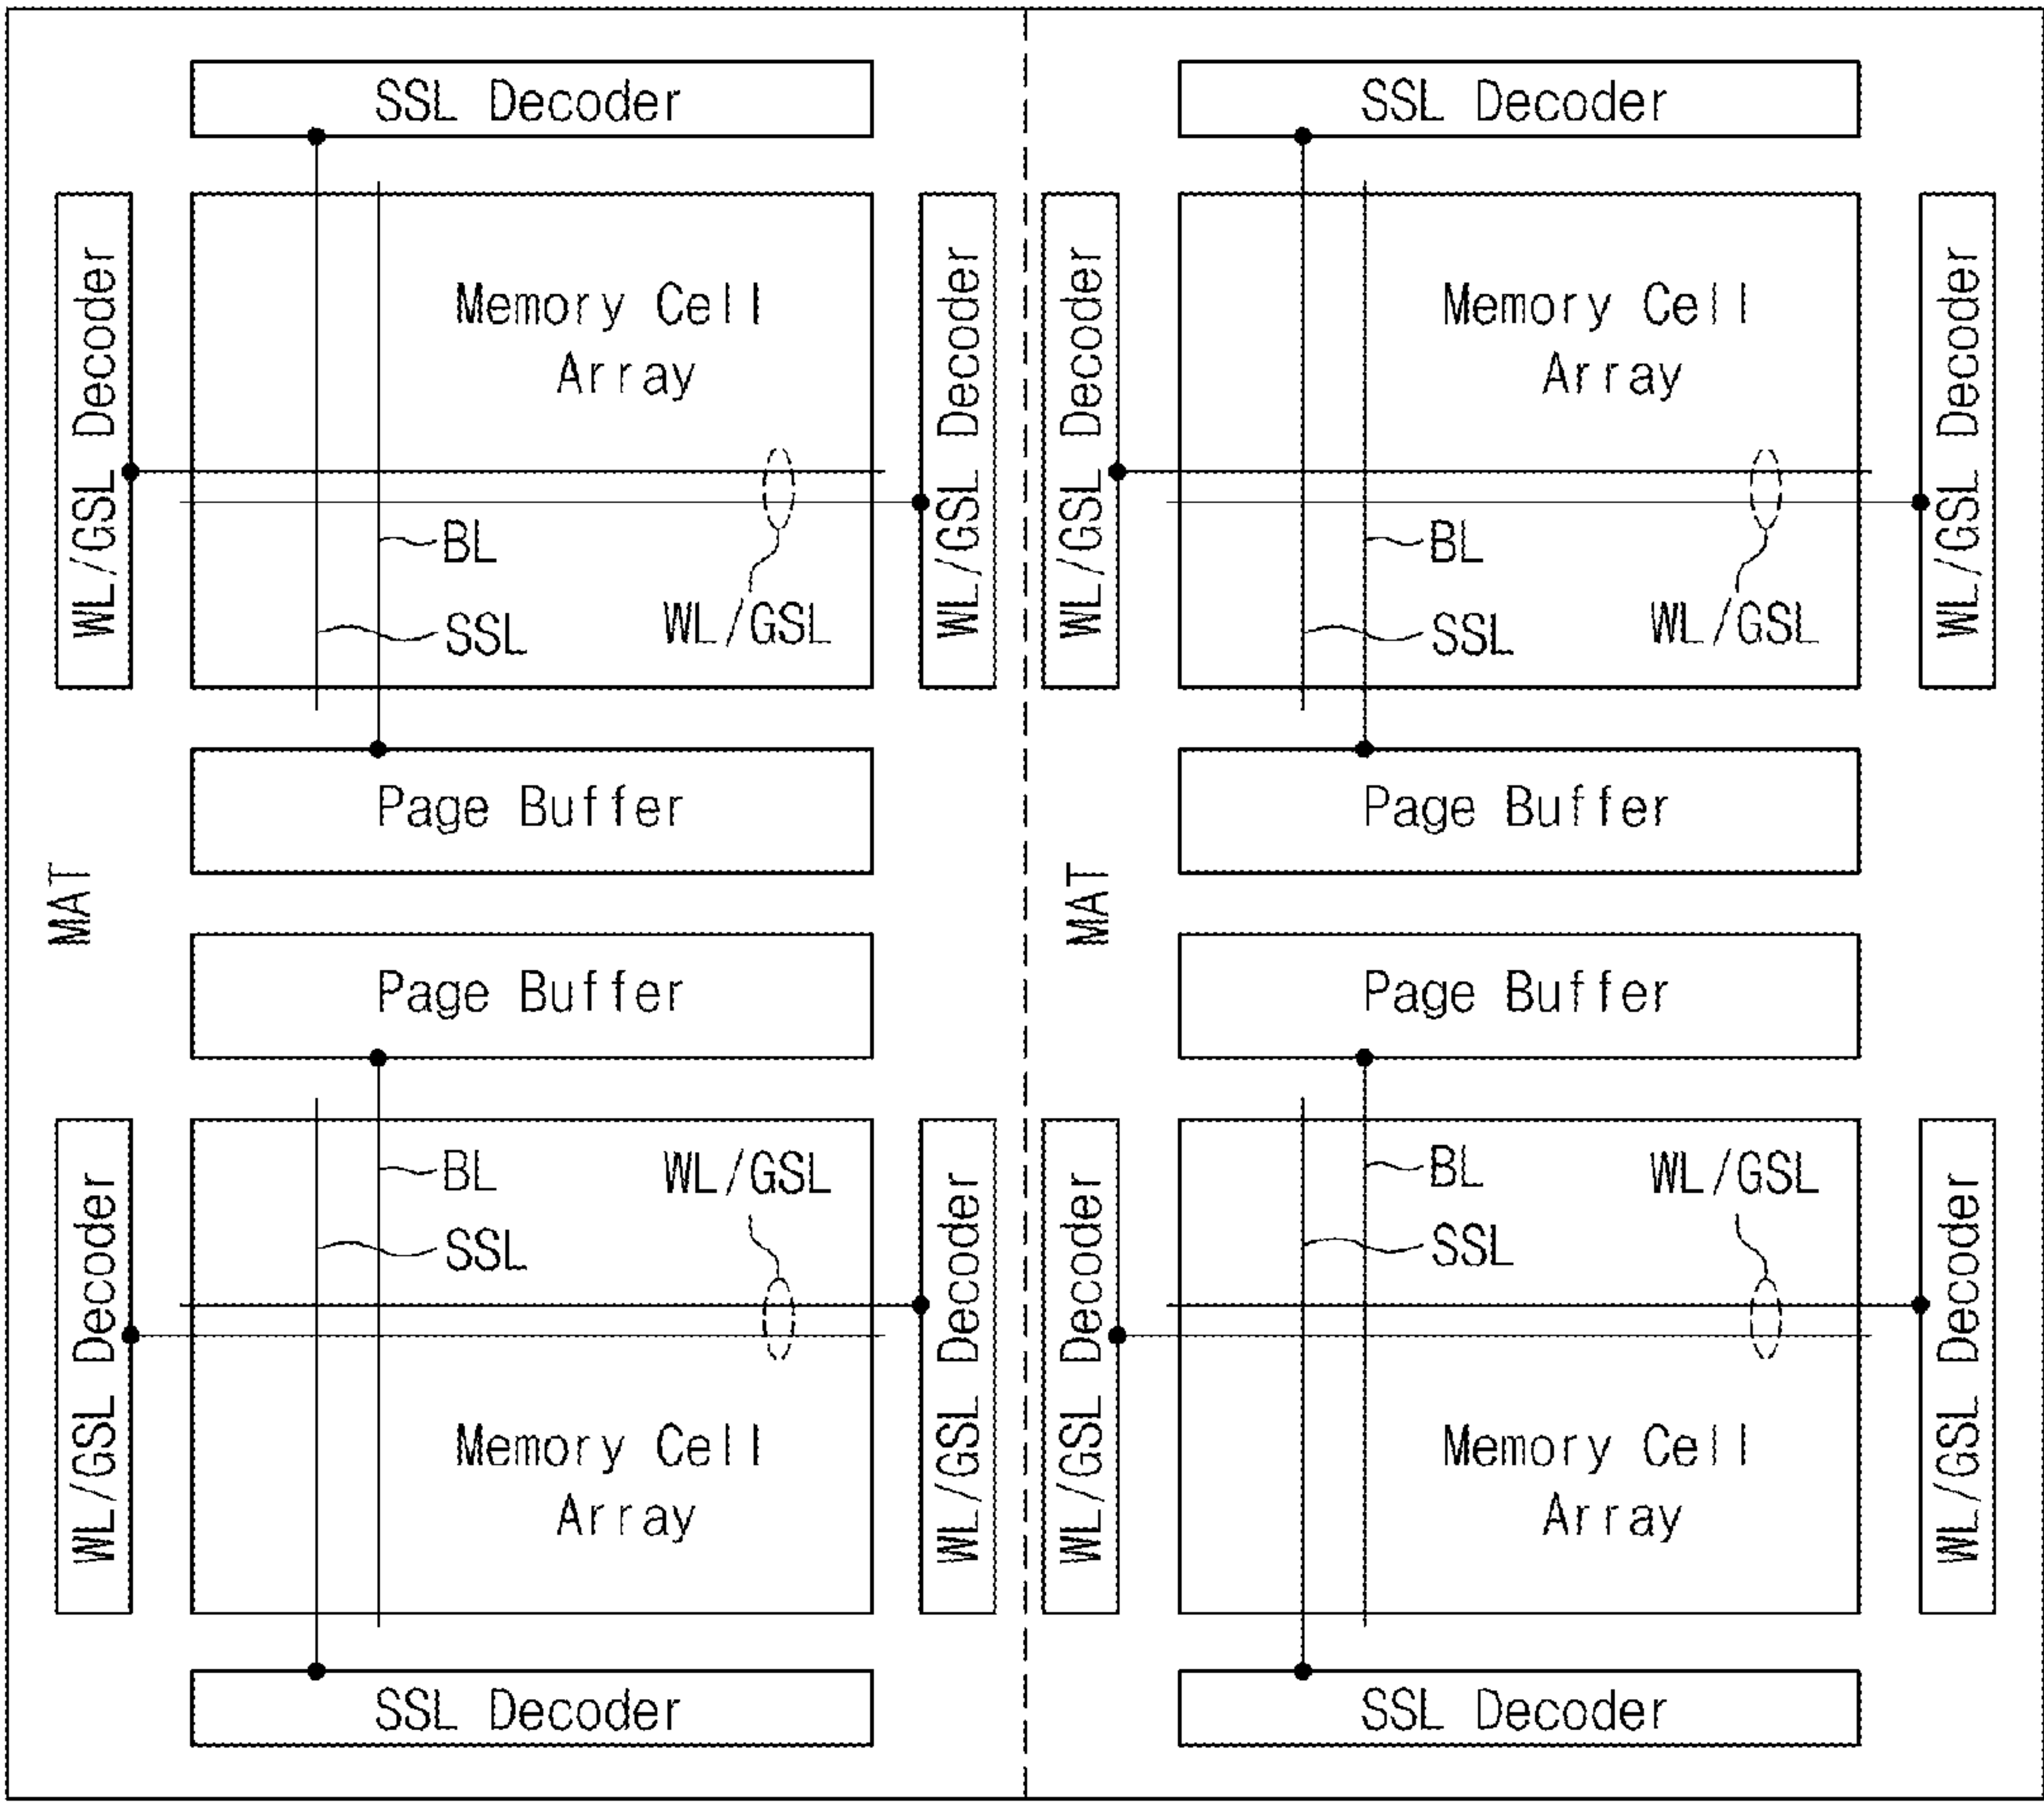 SSL Decoder
WL/GSL Decoder
Memory Cell
Array
BL
SSL
WL/GSL
WL/GSL Decoder
Page Buffer
MAT
Page Buffer
WL/GSL Decoder
BL
SSL
WL/GSL
Memory Cell
Array
WL/GSL Decoder
SSL Decoder
SSL Decoder
WL/GSL Decoder
Memory Cell
Array
BL
SSL
WL/GSL
WL/GSL Decoder
Page Buffer
MAT
Page Buffer
WL/GSL Decoder
BL
SSL
WL/GSL
Memory Cell
Array
WL/GSL Decoder
SSL Decoder